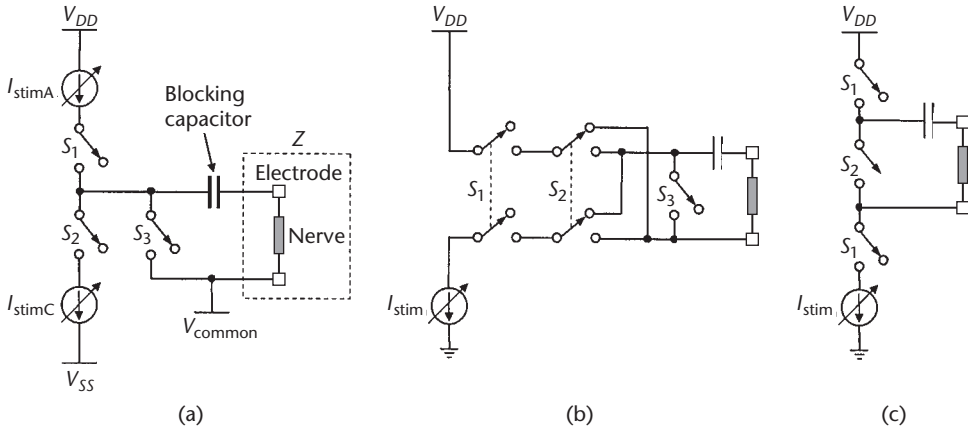 V_DD
I_stimA
S_1
S_2
S_3
I_stimC
V_SS
Blocking
capacitor
Z
Electrode
Nerve
V_common
(a)
V_DD
S_1
S_2
S_3
I_stim
(b)
V_DD
S_1
S_2
S_1
I_stim
(c)